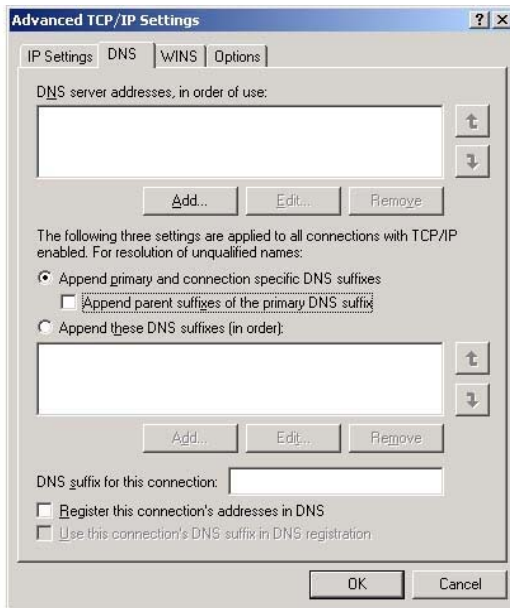 Advanced TCP/IP Settings
IP Settings DNS WINS Options
DNS server addresses, in order of use:
Add... Edit... Remove
The following three settings are applied to all connections with TCP/IP
enabled. For resolution of unqualified names:
Append primary and connection specific DNS suffixes
Append parent suffixes of the primary DNS suffix
Append these DNS suffixes (in order):
Add... Edit... Remove
DNS suffix for this connection:
Register this connection's addresses in DNS
Use this connection's DNS suffix in DNS registration
OK Cancel